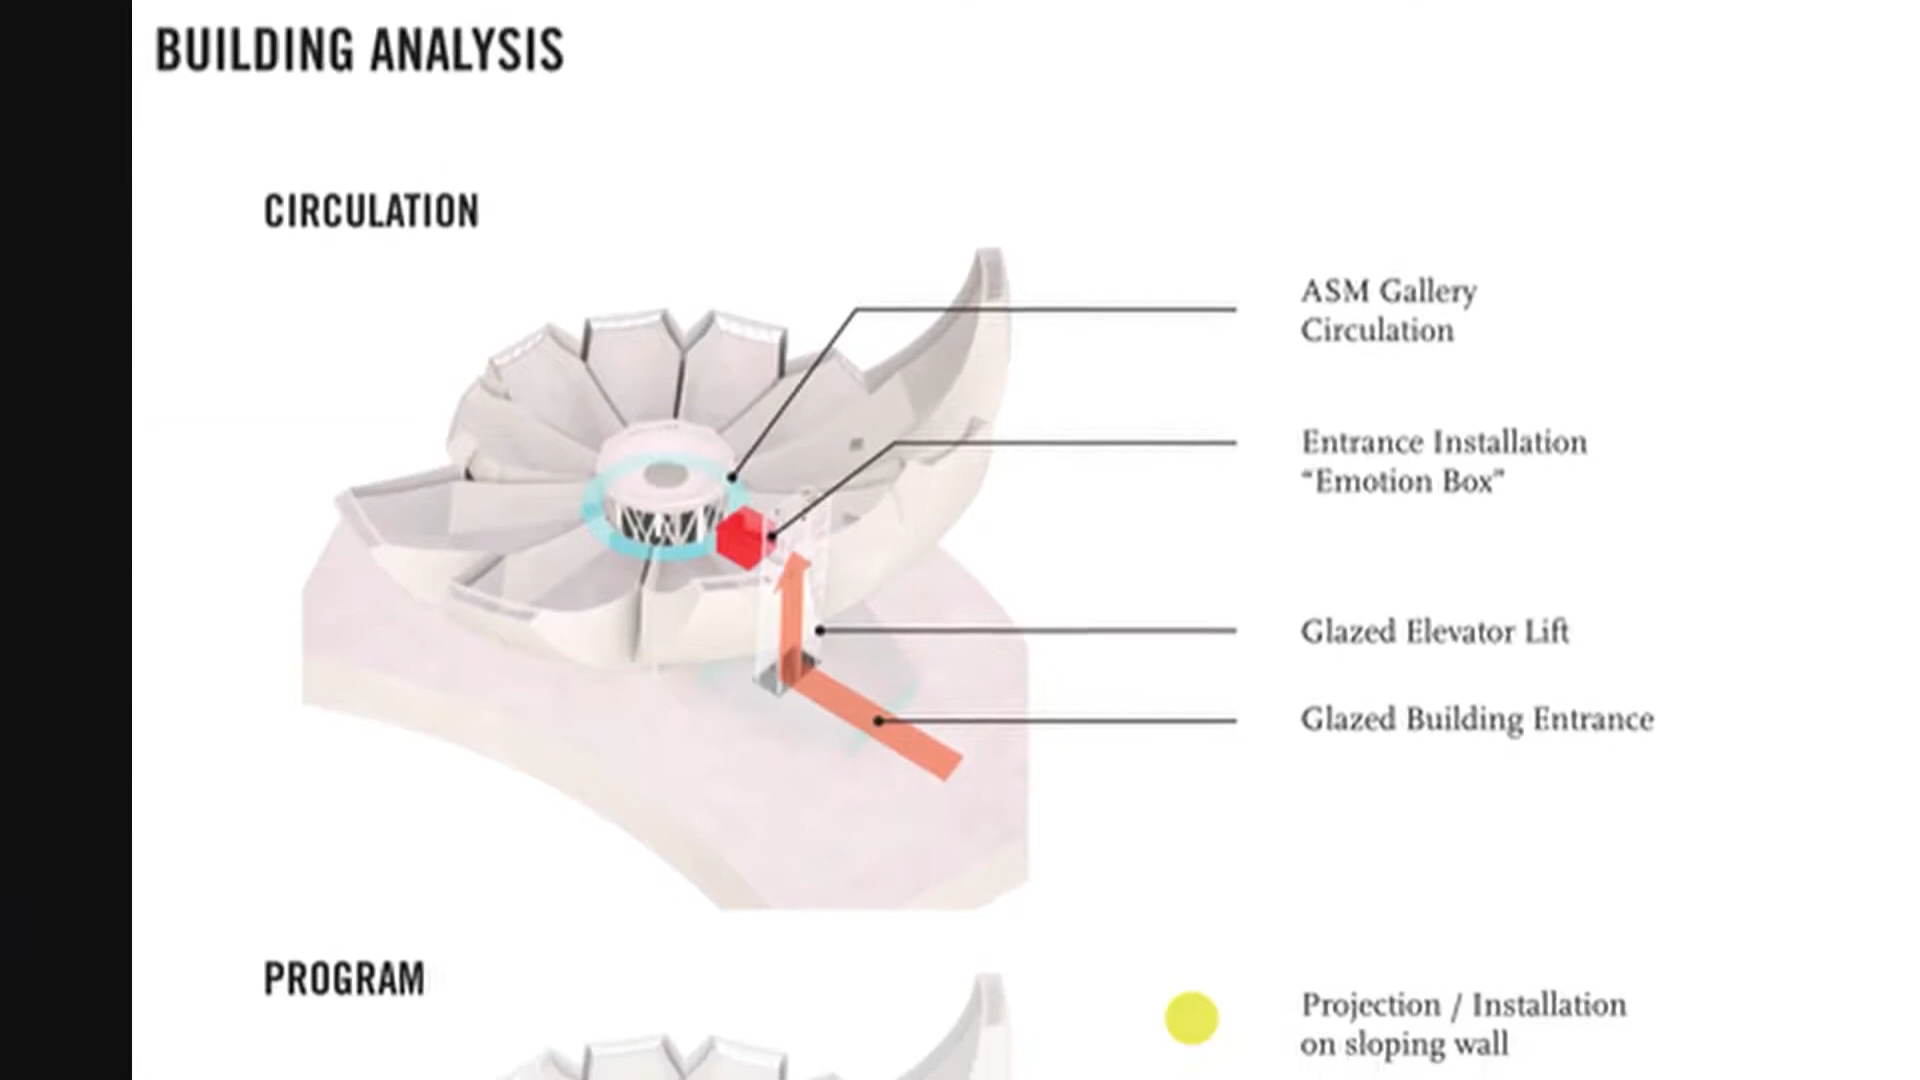 BUILDING ANALYSIS
CIRCULATION
ASM Gallery
Circulation
Entrance Installation
“Emotion Box”
Glazed Elevator Lift
Glazed Building Entrance
PROGRAM
Projection / Installation
on sloping wall